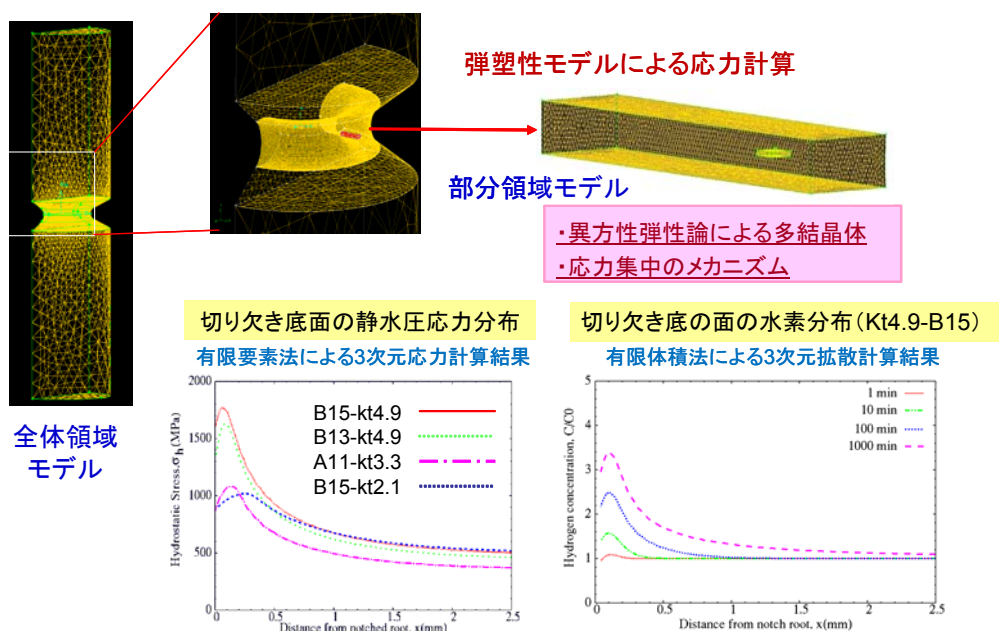 弾塑性モデルによる応力計算
部分領域モデル
・異方性弾性論による多結晶体
・応力集中のメカニズム
全体領域
モデル
切り欠き底面の静水圧応力分布
有限要素法による3次元応力計算結果
2000
1500
1000
500
0
Hydrostatic Stress,σh(MPa)
B15-kt4.9
B13-kt4.9
A11-kt3.3
B15-kt2.1
0 0.5 1 1.5 2 2.5
Distance from notched root, x(mm)
切り欠き底の面の水素分布（Kt4.9-B15）
有限体積法による3次元拡散計算結果
5
4
3
2
1
0
Hydrogen concentration, C/C0
1 min
10 min
100 min
1000 min
0 0.5 1 1.5 2 2.5
Distance from notch root, x(mm)